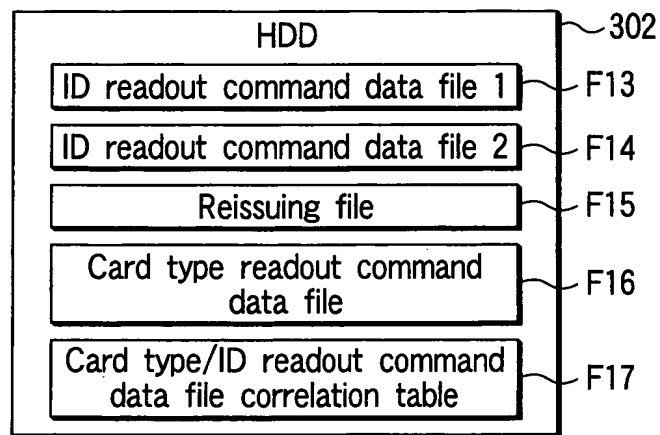 HDD
302
ID readout command data file 1
F13
ID readout command data file 2
F14
Reissuing file
F15
Card type readout command
data file
F16
Card type/ID readout command
data file correlation table
F17